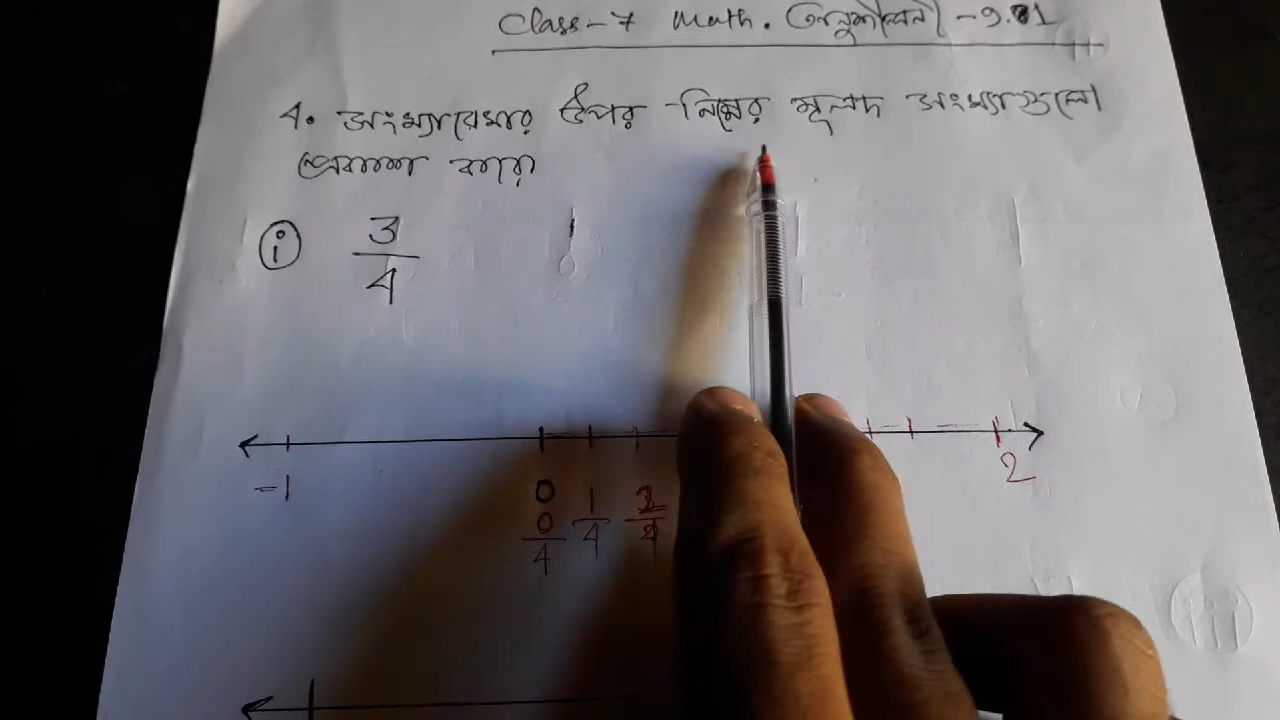 Class-7 Math. অনুশীলনী -9.1
4. সংখ্যারেখার উপর নিম্নের মূলদ সংখ্যাগুলো
প্রকাশ করো
i 3/4
-1 0 2
0/4 1/4 2/4